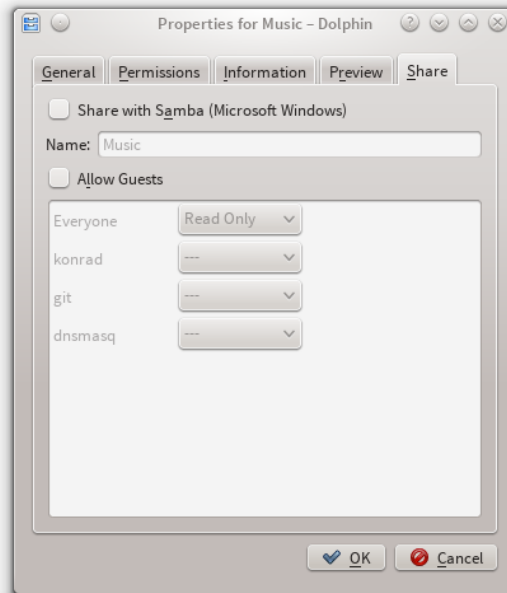 Properties for Music – Dolphin
General Permissions Information Preview Share
Share with Samba (Microsoft Windows)
Name: Music
Allow Guests
Everyone Read Only
konrad ---
git ---
dnsmasq ---
OK Cancel